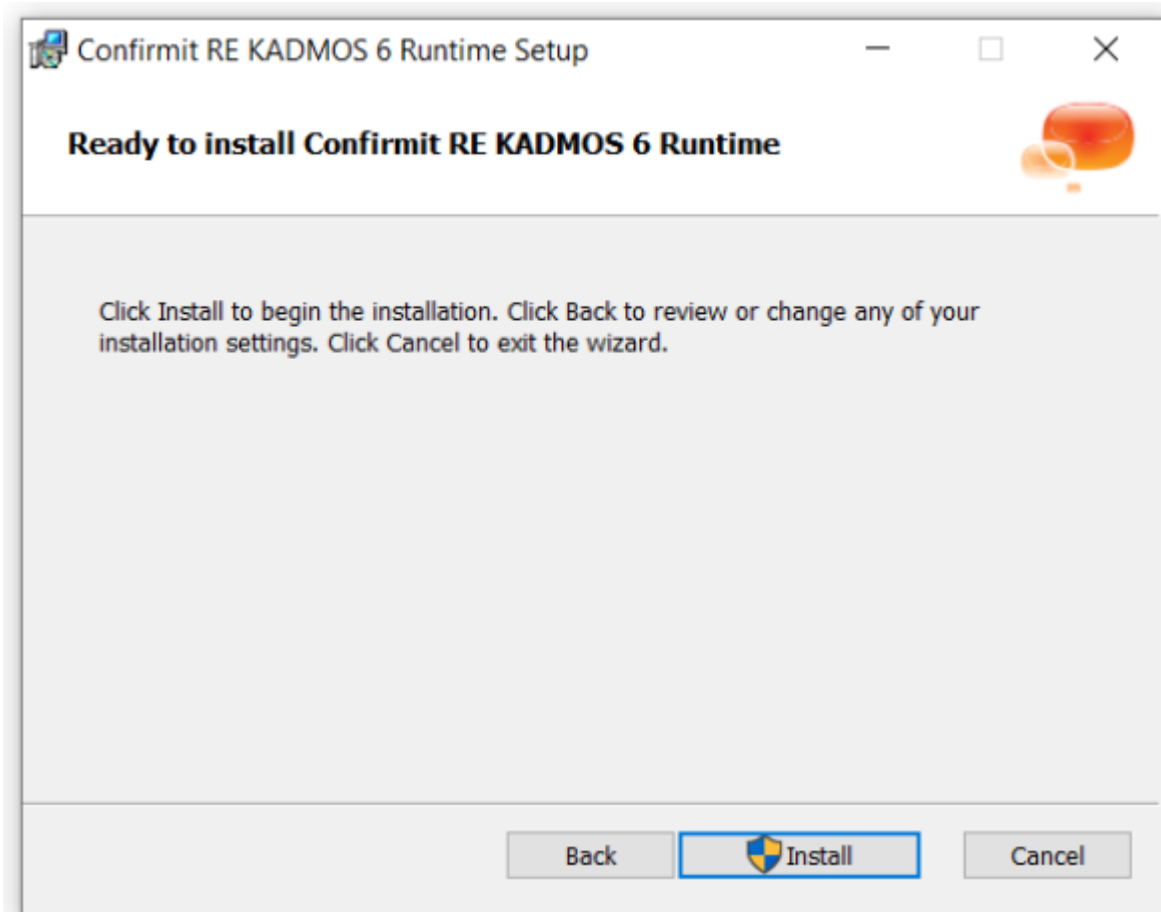 Confirmit RE KADMOS 6 Runtime Setup
Ready to install Confirmit RE KADMOS 6 Runtime
Click Install to begin the installation. Click Back to review or change any of your
installation settings. Click Cancel to exit the wizard.
Back Install Cancel